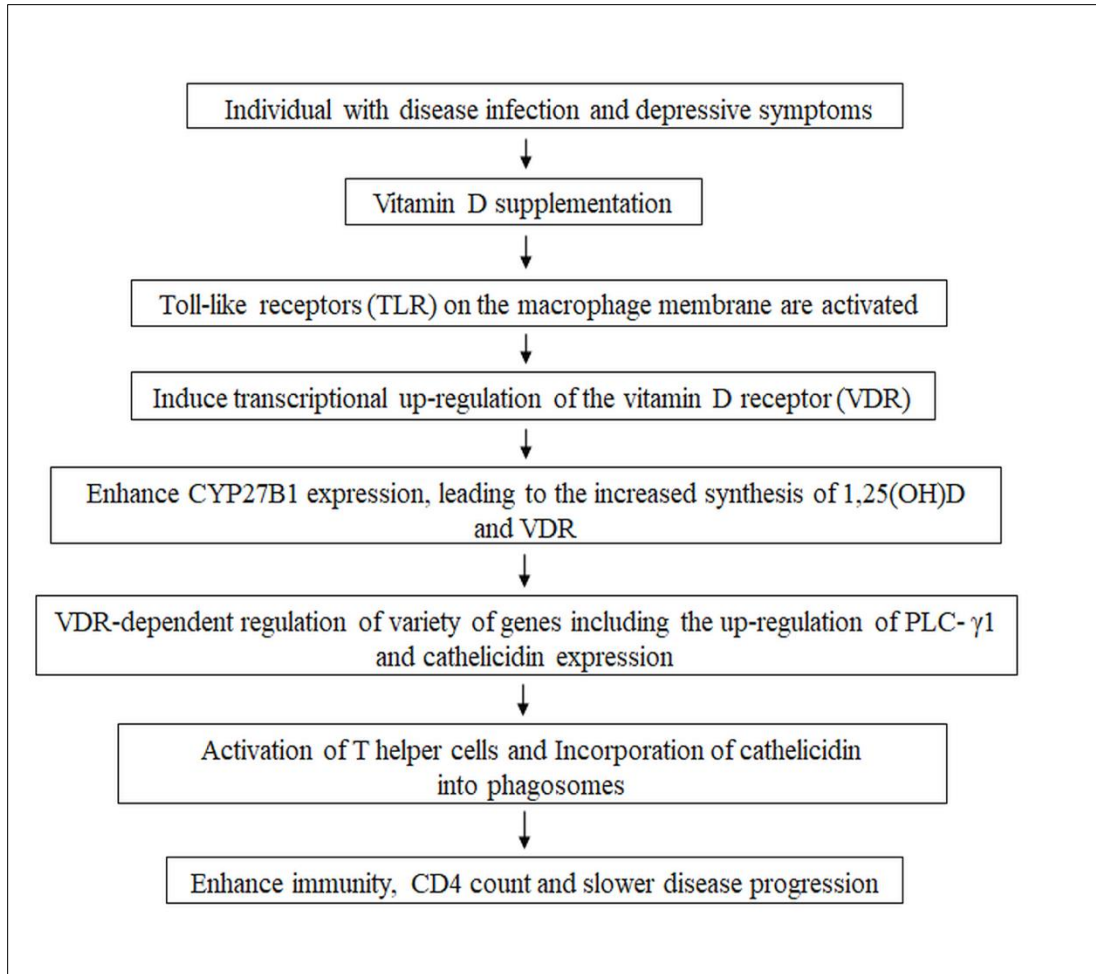 Individual with disease infection and depressive symptoms
Vitamin D supplementation
Toll-like receptors (TLR) on the macrophage membrane are activated
Induce transcriptional up-regulation of the vitamin D receptor (VDR)
Enhance CYP27B1 expression, leading to the increased synthesis of 1,25(OH)D
and VDR
VDR-dependent regulation of variety of genes including the up-regulation of PLC- γ1
and cathelicidin expression
Activation of T helper cells and Incorporation of cathelicidin
into phagosomes
Enhance immunity, CD4 count and slower disease progression